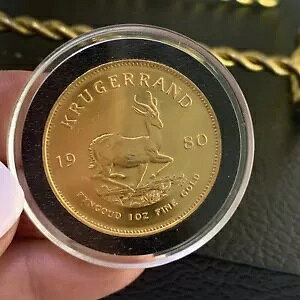 KRUGERRAND
19 80
FYNGOUD 1OZ FINE GOLD